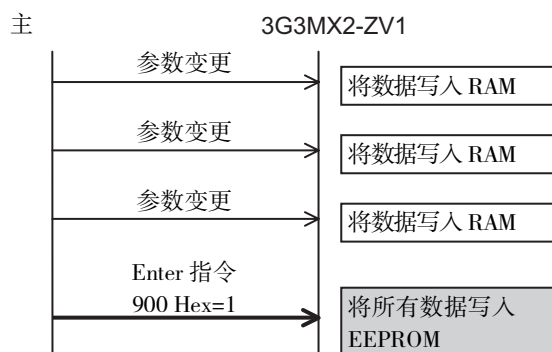 主
3G3MX2-ZV1
参数变更
将数据写入 RAM
参数变更
将数据写入 RAM
参数变更
将数据写入 RAM
Enter 指令
900 Hex=1
将所有数据写入
EEPROM